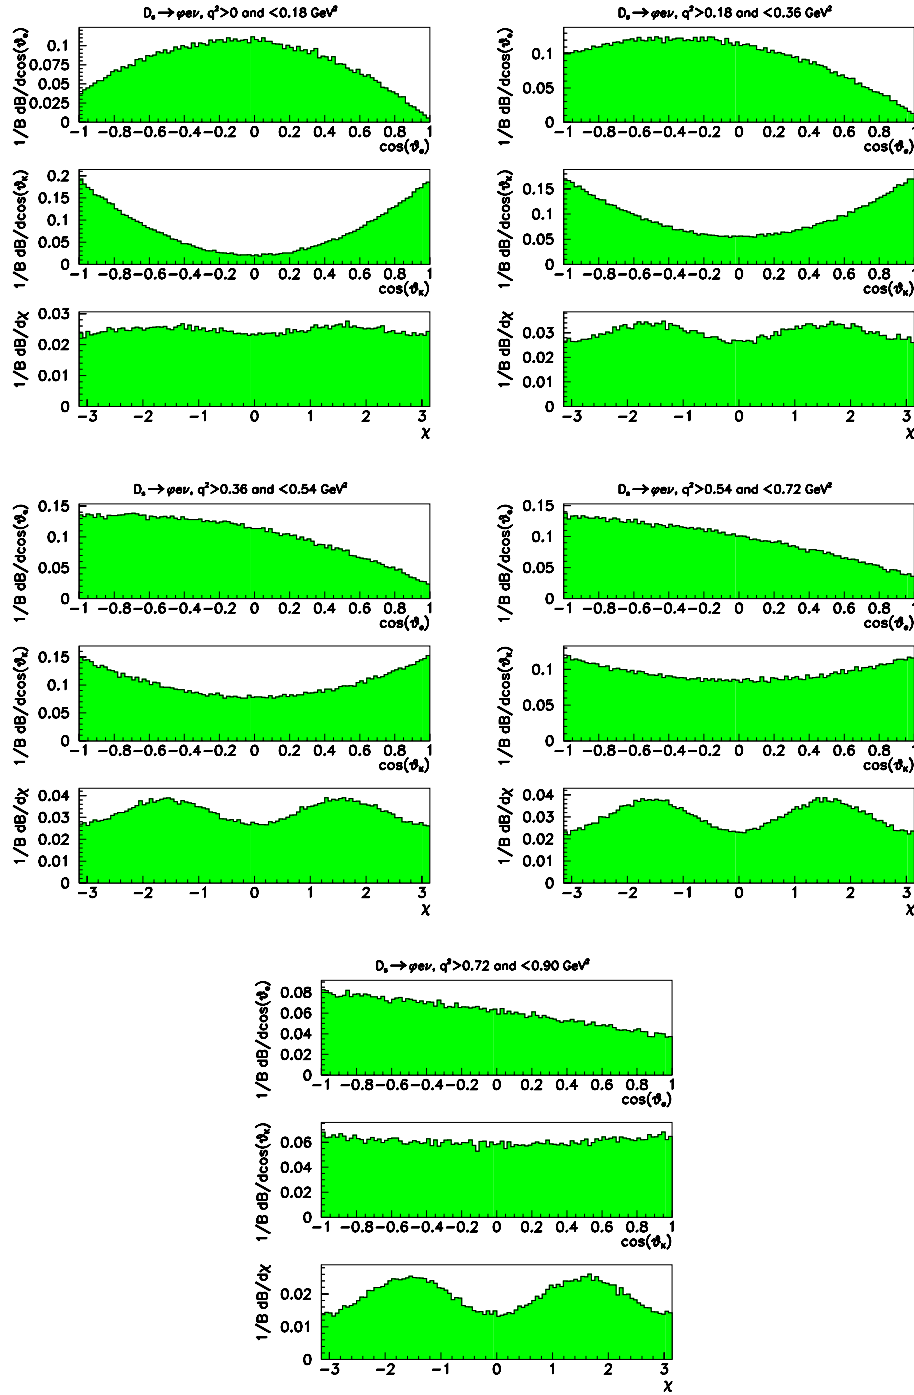 Dₛ→φeν, q²>0 and <0.18 GeV²
1/B dB/dcos(ϑₑ)
0.1
0.075
0.05
0.025
0
-1 -0.8 -0.6 -0.4 -0.2 0 0.2 0.4 0.6 0.8 1
cos(ϑₑ)
1/B dB/dcos(ϑ_K)
0.2
0.15
0.1
0.05
0
-1 -0.8 -0.6 -0.4 -0.2 0 0.2 0.4 0.6 0.8 1
cos(ϑ_K)
1/B dB/dχ
0.03
0.02
0.01
0
-3 -2 -1 0 1 2 3
χ
Dₛ→φeν, q²>0.18 and <0.36 GeV²
1/B dB/dcos(ϑₑ)
0.1
0.05
0
-1 -0.8 -0.6 -0.4 -0.2 0 0.2 0.4 0.6 0.8 1
cos(ϑₑ)
1/B dB/dcos(ϑ_K)
0.15
0.1
0.05
0
-1 -0.8 -0.6 -0.4 -0.2 0 0.2 0.4 0.6 0.8 1
cos(ϑ_K)
1/B dB/dχ
0.03
0.02
0.01
0
-3 -2 -1 0 1 2 3
χ
Dₛ→φeν, q²>0.36 and <0.54 GeV²
1/B dB/dcos(ϑₑ)
0.15
0.1
0.05
0
-1 -0.8 -0.6 -0.4 -0.2 0 0.2 0.4 0.6 0.8 1
cos(ϑₑ)
1/B dB/dcos(ϑ_K)
0.15
0.1
0.05
0
-1 -0.8 -0.6 -0.4 -0.2 0 0.2 0.4 0.6 0.8 1
cos(ϑ_K)
1/B dB/dχ
0.04
0.03
0.02
0.01
0
-3 -2 -1 0 1 2 3
χ
Dₛ→φeν, q²>0.54 and <0.72 GeV²
1/B dB/dcos(ϑₑ)
0.15
0.1
0.05
0
-1 -0.8 -0.6 -0.4 -0.2 0 0.2 0.4 0.6 0.8 1
cos(ϑₑ)
1/B dB/dcos(ϑ_K)
0.1
0.05
0
-1 -0.8 -0.6 -0.4 -0.2 0 0.2 0.4 0.6 0.8 1
cos(ϑ_K)
1/B dB/dχ
0.04
0.03
0.02
0.01
0
-3 -2 -1 0 1 2 3
χ
Dₛ→φeν, q²>0.72 and <0.90 GeV²
1/B dB/dcos(ϑₑ)
0.08
0.06
0.04
0.02
0
-1 -0.8 -0.6 -0.4 -0.2 0 0.2 0.4 0.6 0.8 1
cos(ϑₑ)
1/B dB/dcos(ϑ_K)
0.06
0.04
0.02
0
-1 -0.8 -0.6 -0.4 -0.2 0 0.2 0.4 0.6 0.8 1
cos(ϑ_K)
1/B dB/dχ
0.02
0.01
0
-3 -2 -1 0 1 2 3
χ